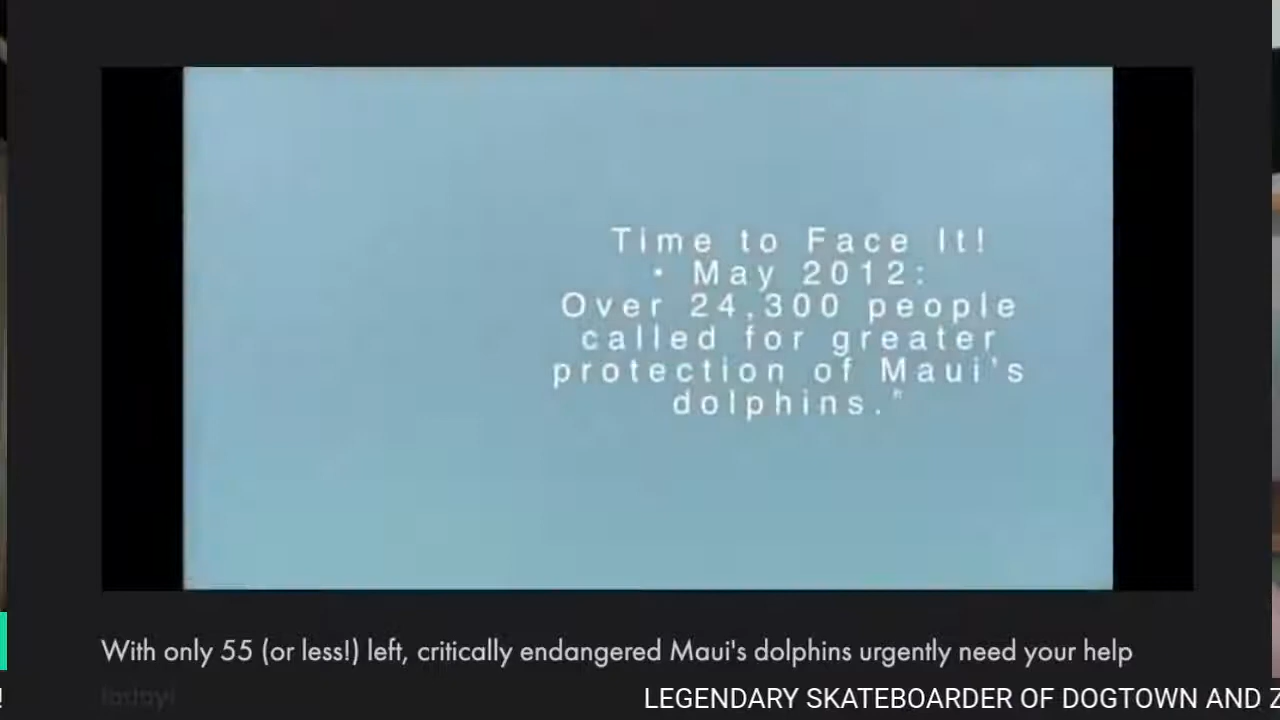 Time to Face It!
• May 2012:
Over 24,300 people
called for greater
protection of Maui's
dolphins."
With only 55 (or less!) left, critically endangered Maui's dolphins urgently need your help
today!
! LEGENDARY SKATEBOARDER OF DOGTOWN AND Z